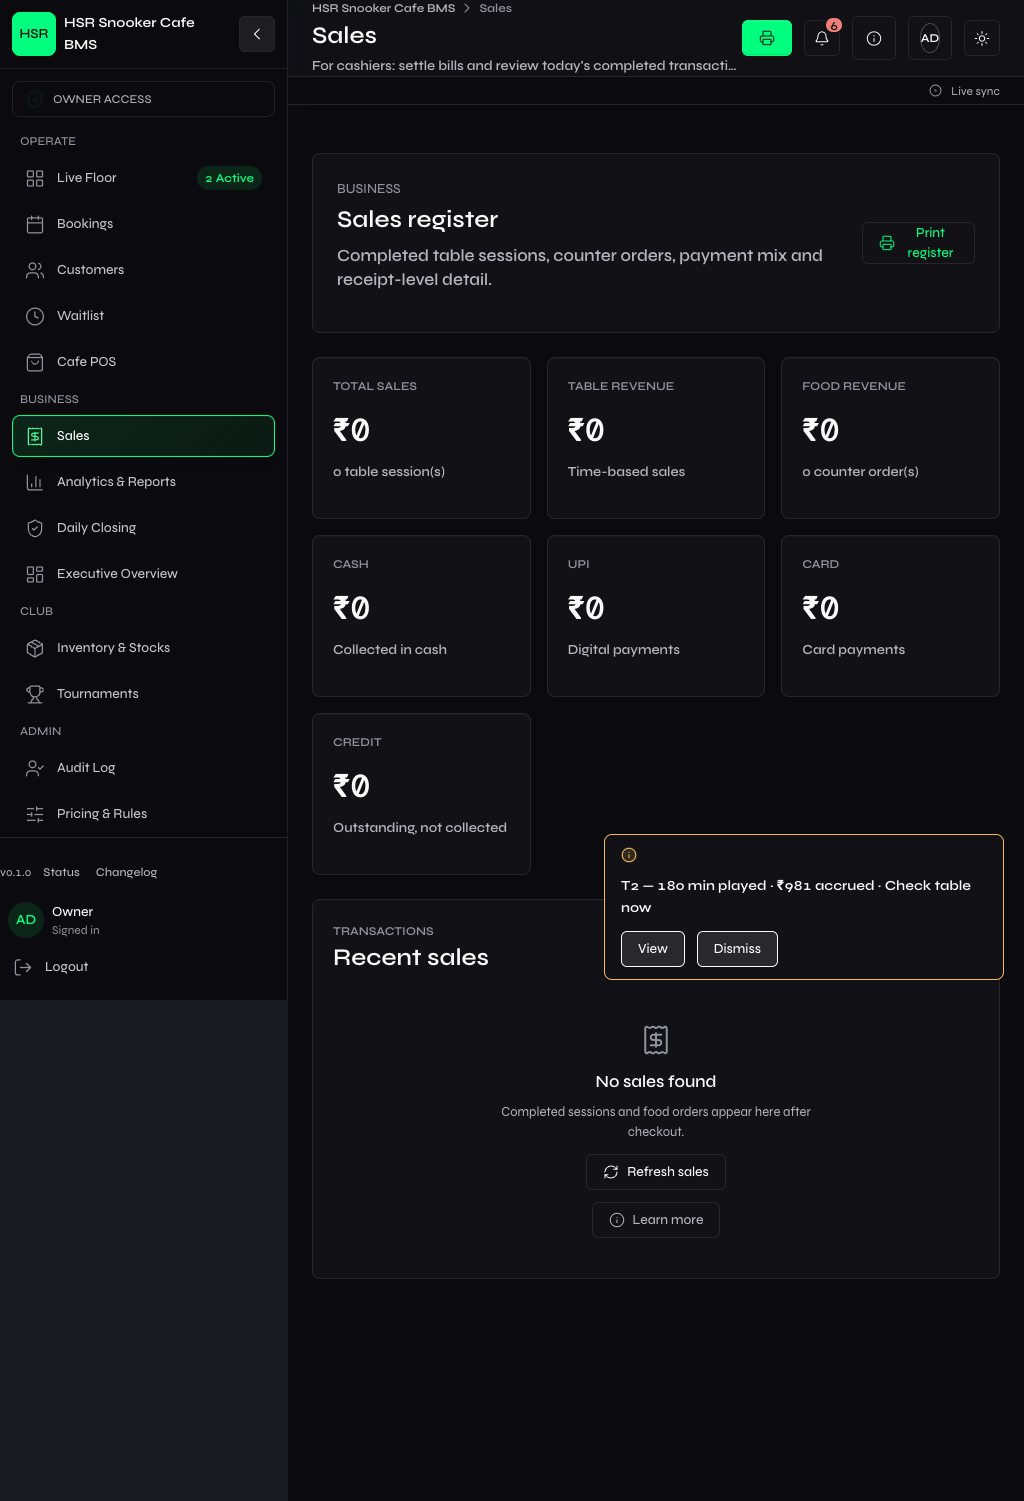 HSR
HSR Snooker Cafe
BMS
OWNER ACCESS
OPERATE
Live Floor
2 Active
Bookings
Customers
Waitlist
Cafe POS
BUSINESS
Sales
Analytics & Reports
Daily Closing
Executive Overview
CLUB
Inventory & Stocks
Tournaments
ADMIN
Audit Log
Pricing & Rules
v0.1.0 Status Changelog
AD
Owner
Signed in
Logout
HSR Snooker Cafe BMS > Sales
Sales
For cashiers: settle bills and review today's completed transacti...
6
AD
Live sync
BUSINESS
Sales register
Completed table sessions, counter orders, payment mix and
receipt-level detail.
Print
register
TOTAL SALES
₹0
0 table session(s)
TABLE REVENUE
₹0
Time-based sales
FOOD REVENUE
₹0
0 counter order(s)
CASH
₹0
Collected in cash
UPI
₹0
Digital payments
CARD
₹0
Card payments
CREDIT
₹0
Outstanding, not collected
T2 — 180 min played · ₹981 accrued · Check table
now
View
Dismiss
TRANSACTIONS
Recent sales
No sales found
Completed sessions and food orders appear here after
checkout.
Refresh sales
Learn more